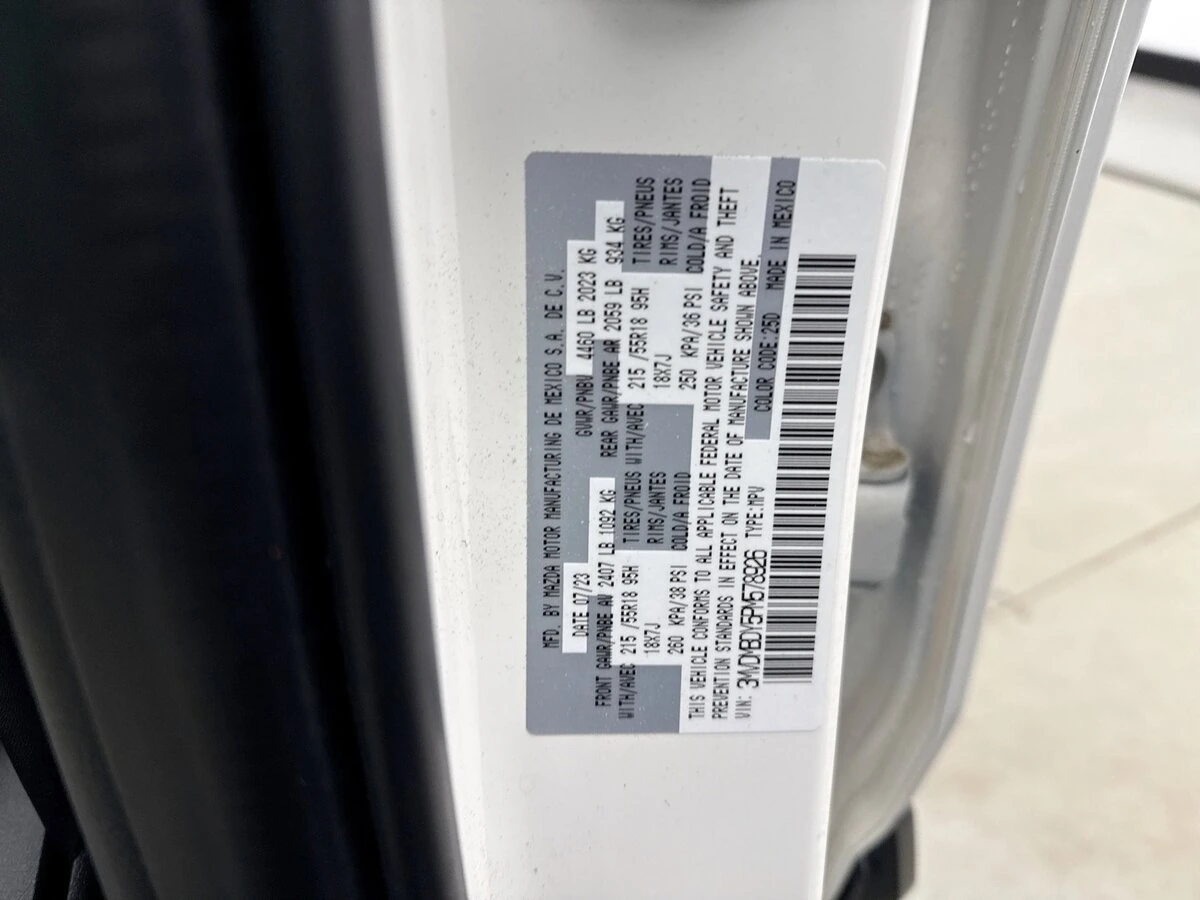 MFD. BY MAZDA MOTOR MANUFACTURING DE MEXICO S.A. DE C.V.
DATE 07/23 GVWR/PNBV 4460 LB 2023 KG
FRONT GAWR/PNBE AV 2407 LB 1092 KG REAR GAWR/PNBE AR 2059 LB 934 KG
WITH/AVEC 215 /55R18 95H TIRES/PNEUS WITH/AVEC 215 /55R18 95H TIRES/PNEUS
18X7J RIMS/JANTES 18X7J RIMS/JANTES
260 KPA/38 PSI COLD/A FROID 250 KPA/36 PSI COLD/A FROID
THIS VEHICLE CONFORMS TO ALL APPLICABLE FEDERAL MOTOR VEHICLE SAFETY AND THEFT
PREVENTION STANDARDS IN EFFECT ON THE DATE OF MANUFACTURE SHOWN ABOVE.
VIN: 3MVDMBDY5PM578926 TYPE:MPV COLOR CODE:25D MADE IN MEXICO